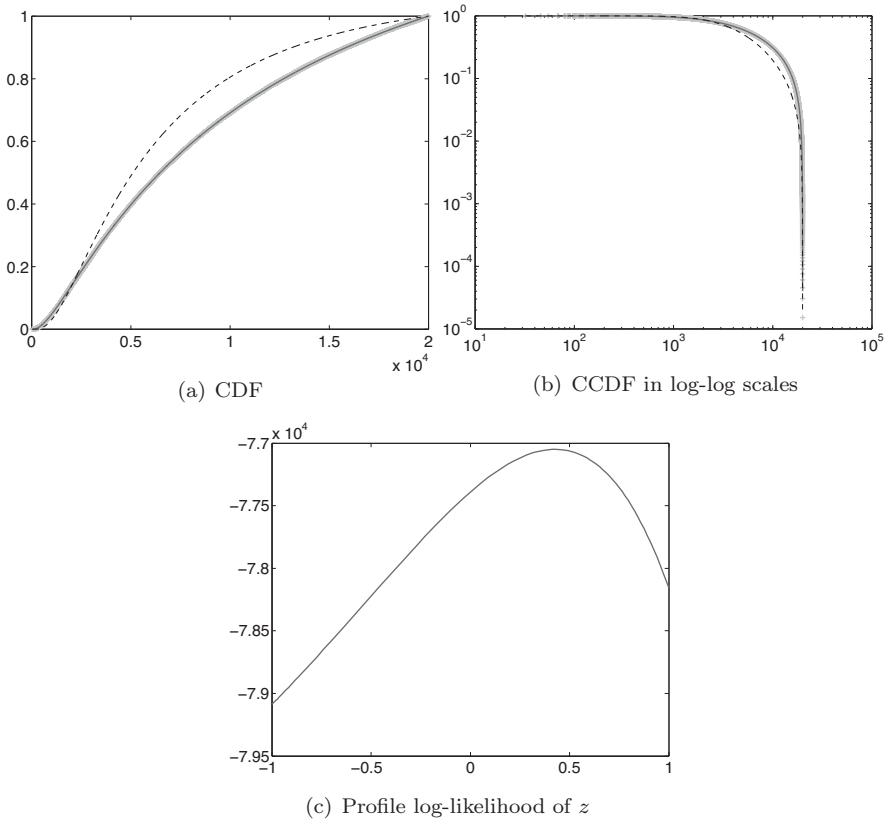 1
0.8
0.6
0.4
0.2
0
0 0.5 1 1.5 2
x 10^4
(a) CDF
10^0
10^−1
10^−2
10^−3
10^−4
10^−5
10^1 10^2 10^3 10^4 10^5
(b) CCDF in log-log scales
x 10^4
−7.7
−7.75
−7.8
−7.85
−7.9
−7.95
−1 −0.5 0 0.5 1
(c) Profile log-likelihood of z